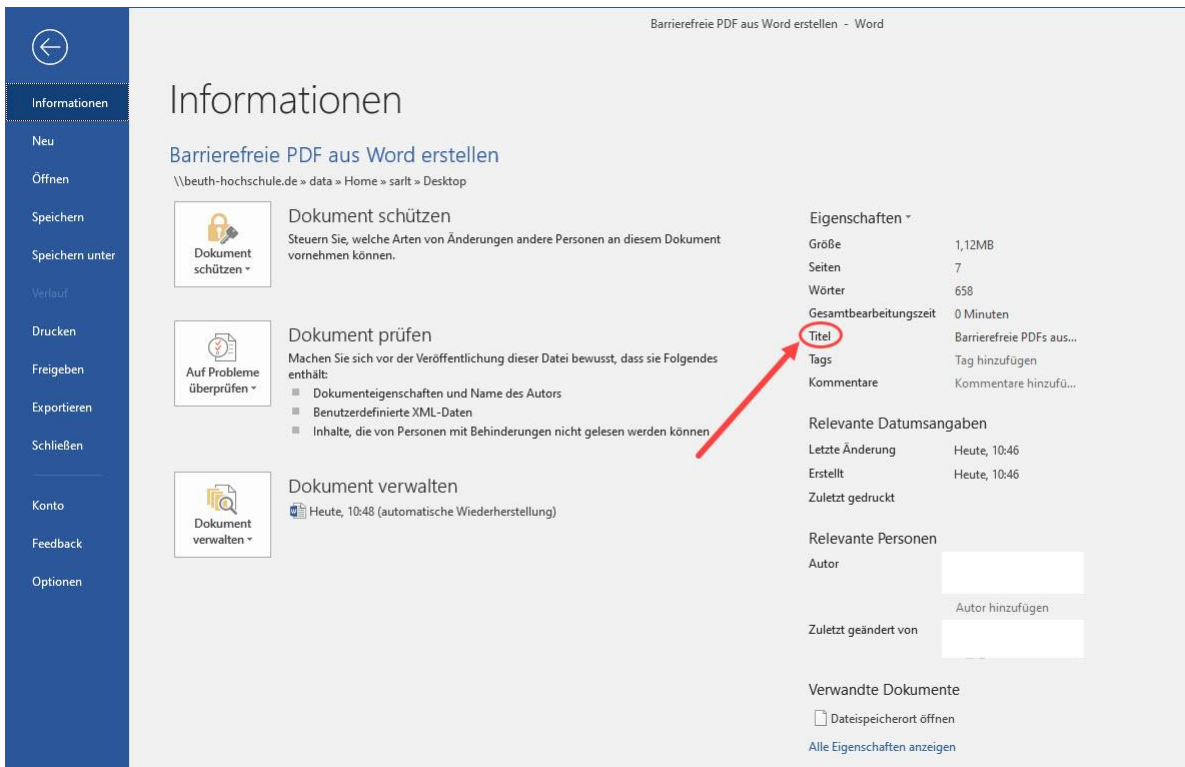 Barrierefreie PDF aus Word erstellen - Word
Informationen
Neu
Öffnen
Speichern
Speichern unter
Verlauf
Drucken
Freigeben
Exportieren
Schließen
Konto
Feedback
Optionen
Informationen
Barrierefreie PDF aus Word erstellen
\\beuth-hochschule.de » data » Home » sarlt » Desktop
Dokument
schützen
Dokument schützen
Steuern Sie, welche Arten von Änderungen andere Personen an diesem Dokument
vornehmen können.
Auf Probleme
überprüfen
Dokument prüfen
Machen Sie sich vor der Veröffentlichung dieser Datei bewusst, dass sie Folgendes
enthält:
Dokumenteigenschaften und Name des Autors
Benutzerdefinierte XML-Daten
Inhalte, die von Personen mit Behinderungen nicht gelesen werden können
Dokument
verwalten
Dokument verwalten
Heute, 10:48 (automatische Wiederherstellung)
Eigenschaften
Größe 1,12MB
Seiten 7
Wörter 658
Gesamtbearbeitungszeit 0 Minuten
Titel Barrierefreie PDFs aus...
Tags Tag hinzufügen
Kommentare Kommentare hinzufü...
Relevante Datumsangaben
Letzte Änderung Heute, 10:46
Erstellt Heute, 10:46
Zuletzt gedruckt
Relevante Personen
Autor
Autor hinzufügen
Zuletzt geändert von
Verwandte Dokumente
Dateispeicherort öffnen
Alle Eigenschaften anzeigen